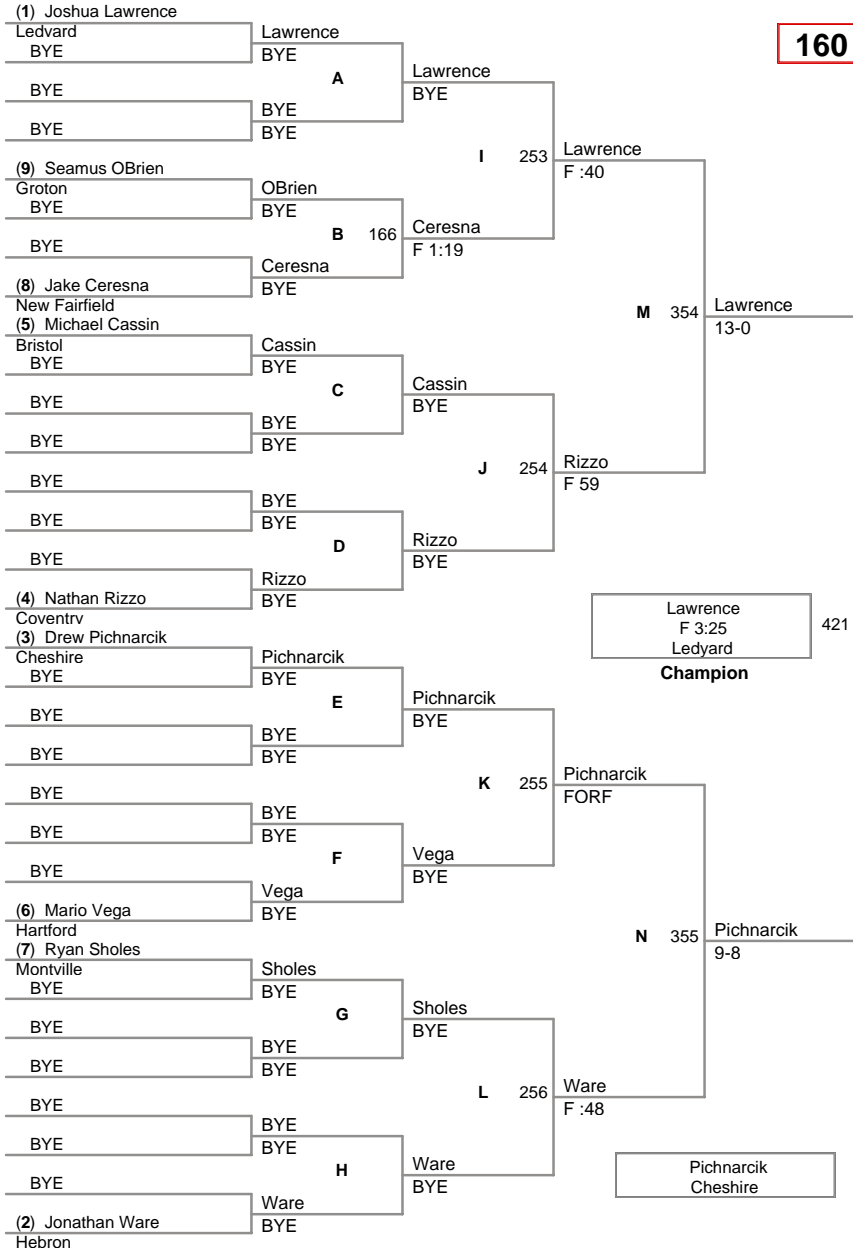 (1) Joshua Lawrence
Ledyard
BYE
BYE
BYE
(9) Seamus OBrien
Groton
BYE
BYE
(8) Jake Ceresna
New Fairfield
(5) Michael Cassin
Bristol
BYE
BYE
BYE
BYE
BYE
BYE
(4) Nathan Rizzo
Coventry
(3) Drew Pichnarcik
Cheshire
BYE
BYE
BYE
BYE
BYE
BYE
(6) Mario Vega
Hartford
(7) Ryan Sholes
Montville
BYE
BYE
BYE
BYE
BYE
BYE
(2) Jonathan Ware
Hebron
Lawrence
BYE
A
BYE
BYE
OBrien
BYE
B 166
Ceresna
BYE
Cassin
BYE
C
BYE
BYE
BYE
BYE
D
Rizzo
BYE
Pichnarcik
BYE
E
BYE
BYE
BYE
BYE
F
Vega
BYE
Sholes
BYE
G
BYE
BYE
BYE
BYE
H
Ware
BYE
Lawrence
BYE
I 253
Ceresna
F 1:19
Cassin
BYE
J 254
Rizzo
BYE
Pichnarcik
BYE
K 255
Vega
BYE
Sholes
BYE
L 256
Ware
BYE
Lawrence
F :40
M 354
Rizzo
F 59
Pichnarcik
FORF
N 355
Ware
F :48
160
Lawrence
13-0
Lawrence
F 3:25
Ledyard
421
Champion
Pichnarcik
9-8
Pichnarcik
Cheshire